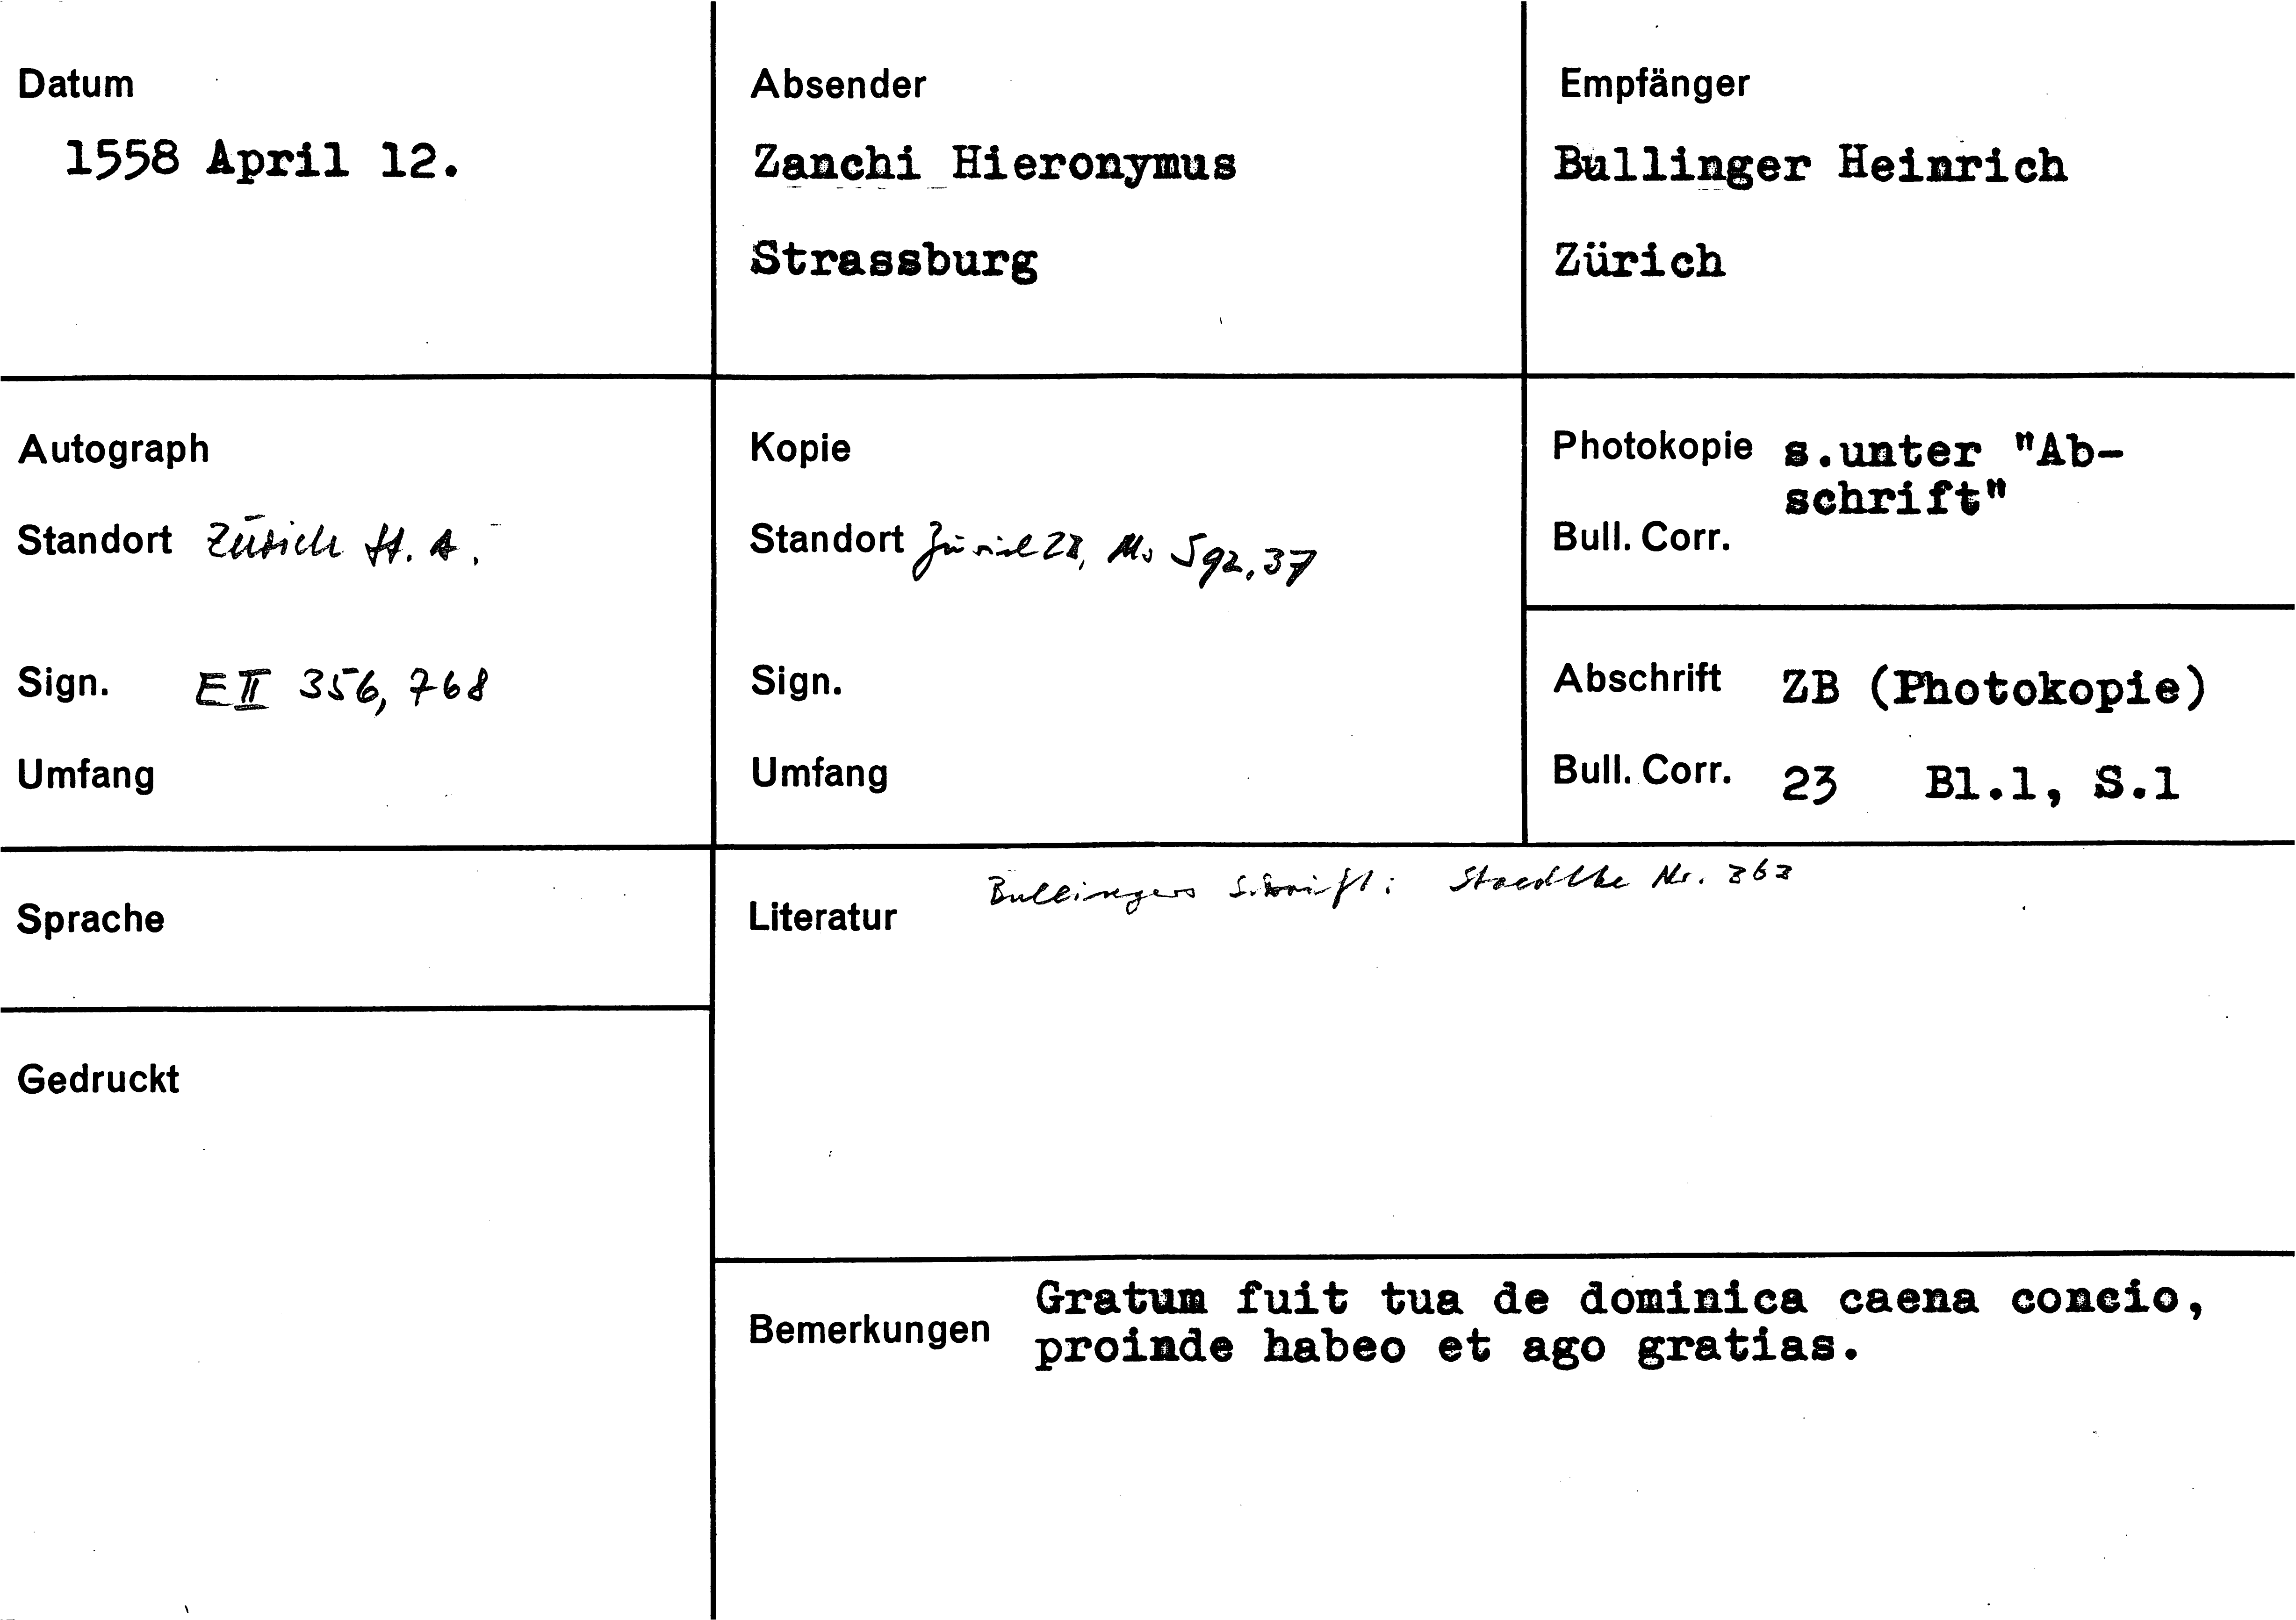 Datum
1558 April 12.
Absender
Zanchi Hieronymus
Strassburg
Empfänger
Bullinger Heinrich
Zürich
Autograph
Standort Zürich St. A.
Sign. E II 356, 768
Umfang
Kopie
Standort Zürich ZB, Ms S 92, 37
Sign.
Umfang
Photokopie s.unter "Ab-
schrift"
Bull. Corr.
Abschrift ZB (Photokopie)
Bull. Corr. 23 Bl.1, S.1
Sprache
Literatur Bullingers Schrift: Staedtke Nr.
Gedruckt
Bemerkungen Gratum fuit tua de dominica caena concio,
proinde habeo et ago gratias.